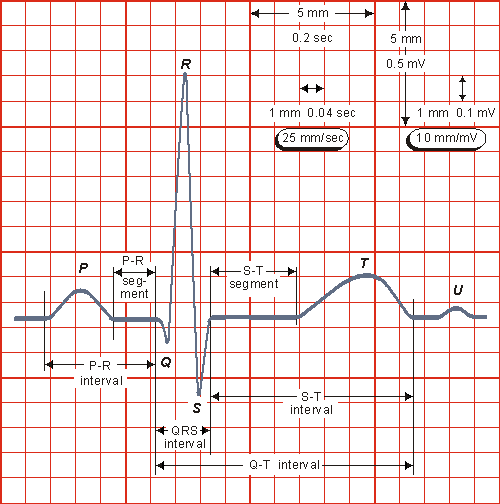 5 mm
0.2 sec
5 mm
0.5 mV
1 mm 0.04 sec
25 mm/sec
1 mm 0.1 mV
10 mm/mV
R
P
P-R
seg-
ment
S-T
segment
T
U
Q
P-R
interval
S
S-T
interval
QRS
interval
Q-T interval